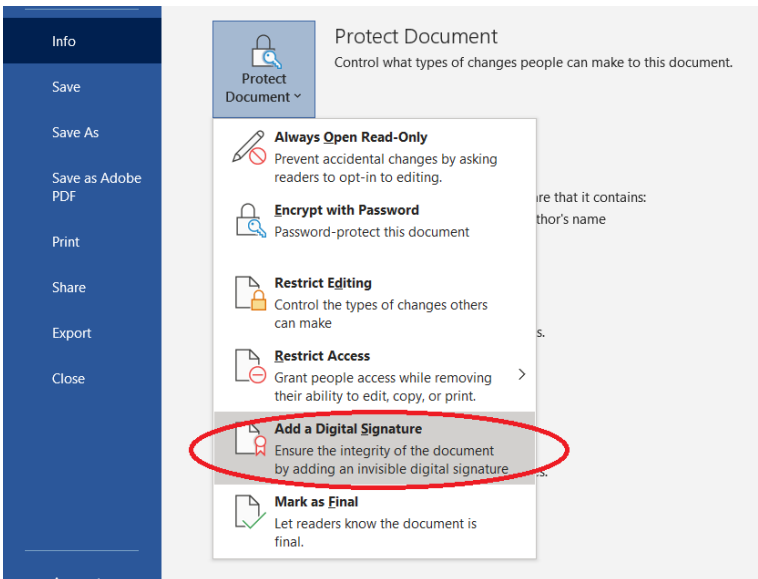 Info
Save
Save As
Save as Adobe
PDF
Print
Share
Export
Close
Protect
Document
Protect Document
Control what types of changes people can make to this document.
Always Open Read-Only
Prevent accidental changes by asking
readers to opt-in to editing.
Encrypt with Password
Password-protect this document
Restrict Editing
Control the types of changes others
can make
Restrict Access
Grant people access while removing
their ability to edit, copy, or print.
Add a Digital Signature
Ensure the integrity of the document
by adding an invisible digital signature
Mark as Final
Let readers know the document is
final.
that it contains:
name